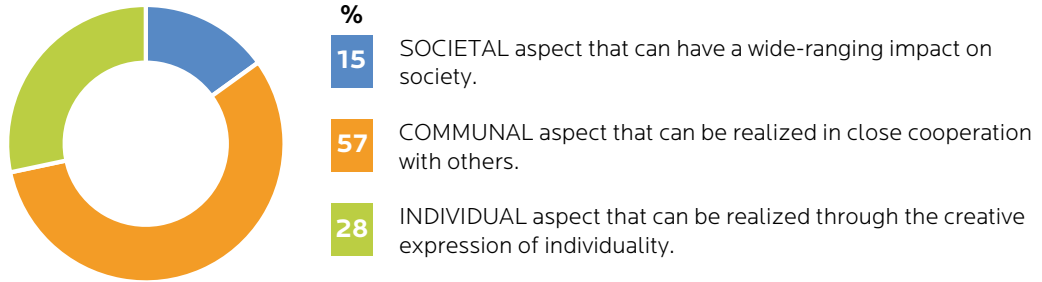 %
15
SOCIETAL aspect that can have a wide-ranging impact on
society.
57
COMMUNAL aspect that can be realized in close cooperation
with others.
28
INDIVIDUAL aspect that can be realized through the creative
expression of individuality.